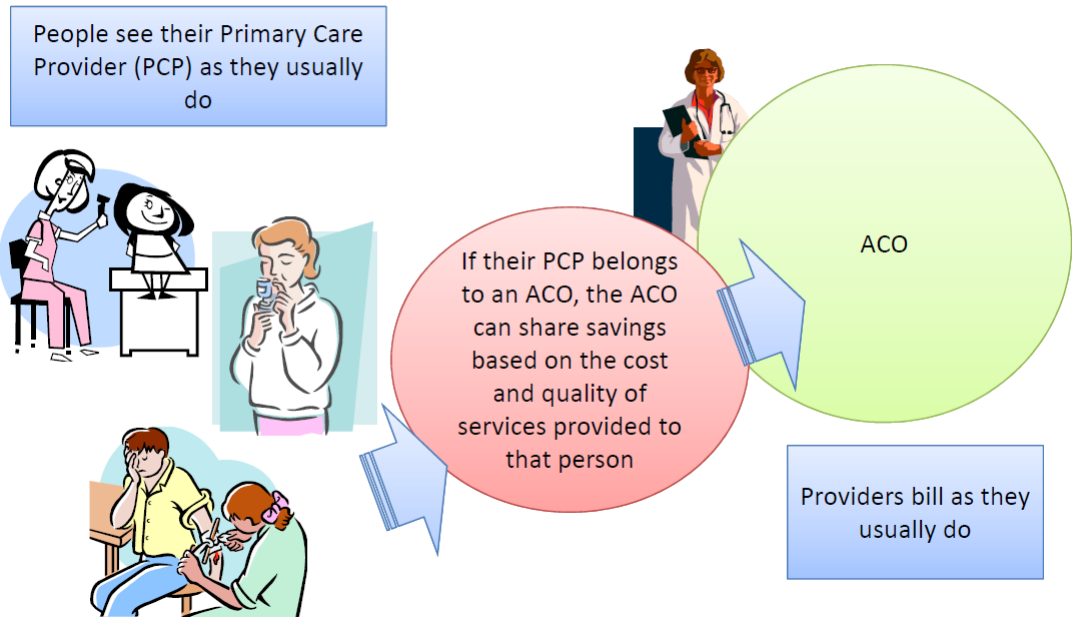 People see their Primary Care
Provider (PCP) as they usually
do
If their PCP belongs
to an ACO, the ACO
can share savings
based on the cost
and quality of
services provided to
that person
ACO
Providers bill as they
usually do